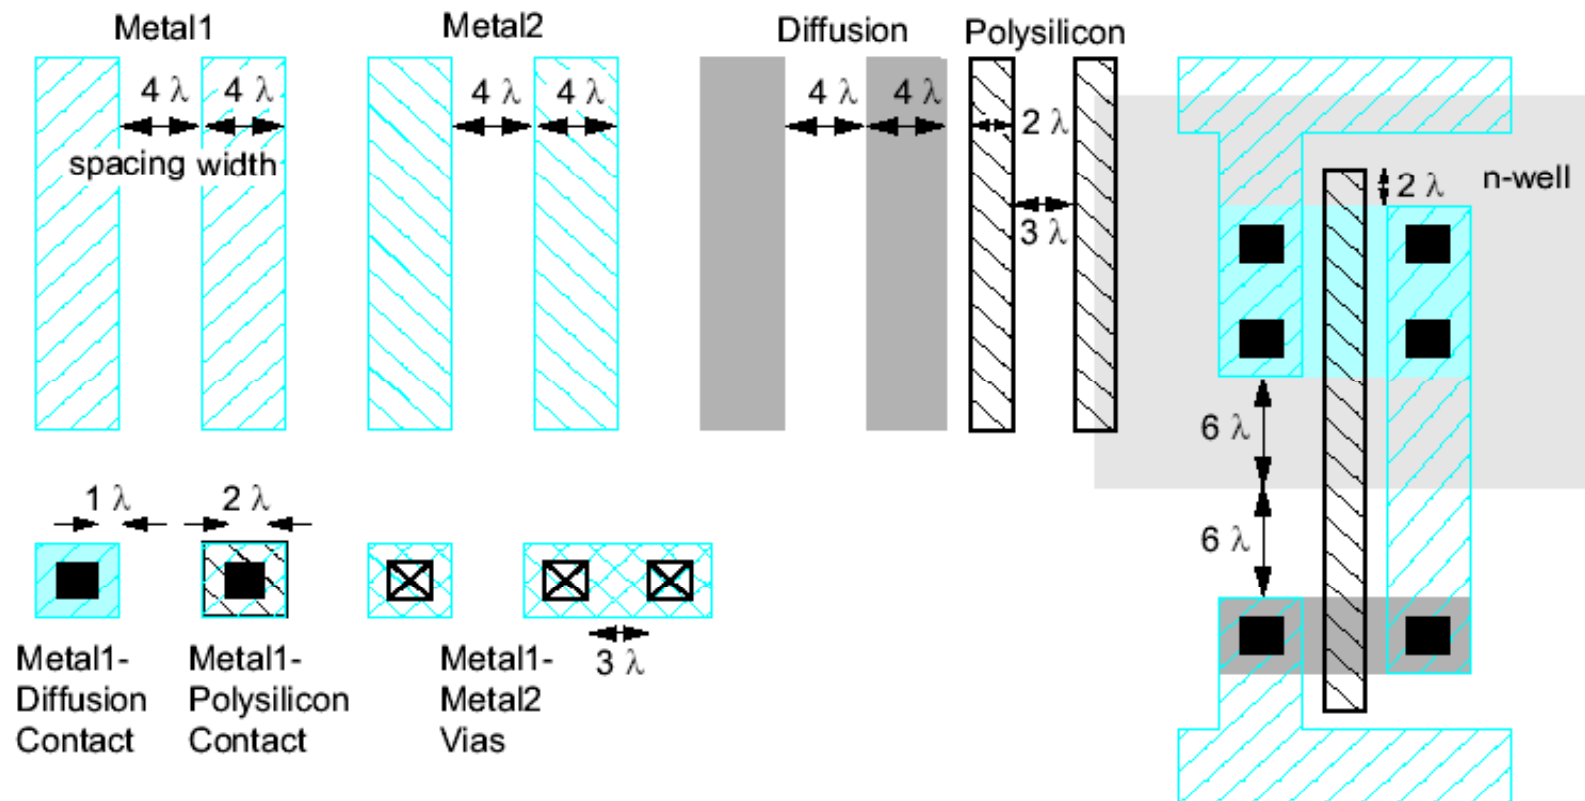 Metal1
Metal2
Diffusion
Polysilicon
4 λ
4 λ
4 λ
4 λ
4 λ
4 λ
2 λ
spacing width
3 λ
2 λ
n-well
6 λ
6 λ
1 λ
2 λ
3 λ
Metal1-
Diffusion
Contact
Metal1-
Polysilicon
Contact
Metal1-
Metal2
Vias